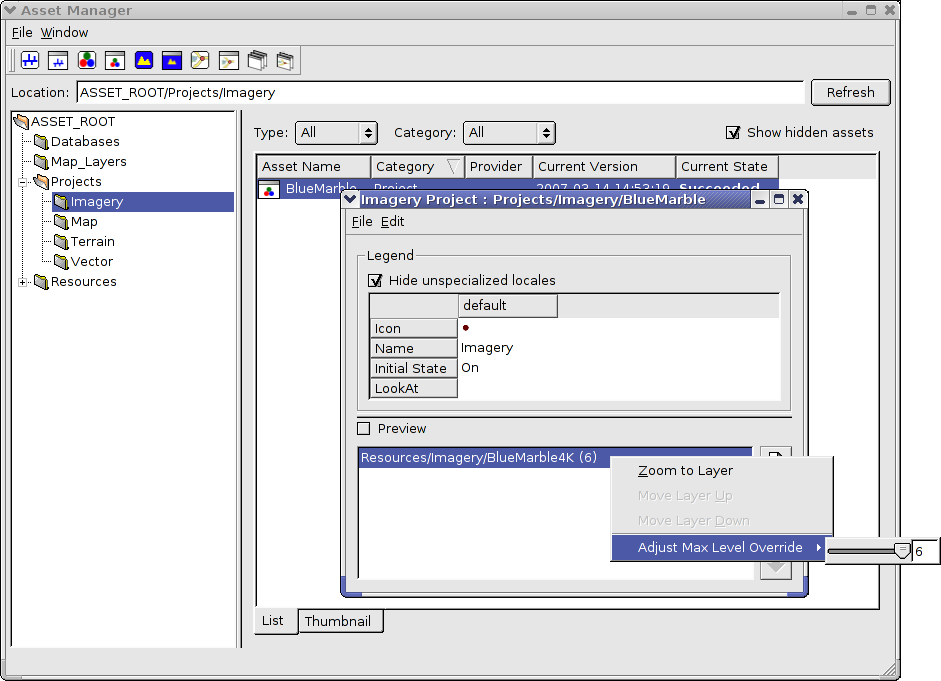 Asset Manager
File Window
Location: ASSET_ROOT/Projects/Imagery Refresh
ASSET_ROOT
Databases
Map_Layers
Projects
Imagery
Map
Terrain
Vector
Resources
Type: All Category: All Show hidden assets
Asset Name Category Provider Current Version Current State
BlueMarble Project 2007-03-14 14:53:19 Succeeded
Imagery Project : Projects/Imagery/BlueMarble
File Edit
Legend
Hide unspecialized locales
default
Icon
Name Imagery
Initial State On
LookAt
Preview
Resources/Imagery/BlueMarble4K (6)
Zoom to Layer
Move Layer Up
Move Layer Down
Adjust Max Level Override 6
List Thumbnail